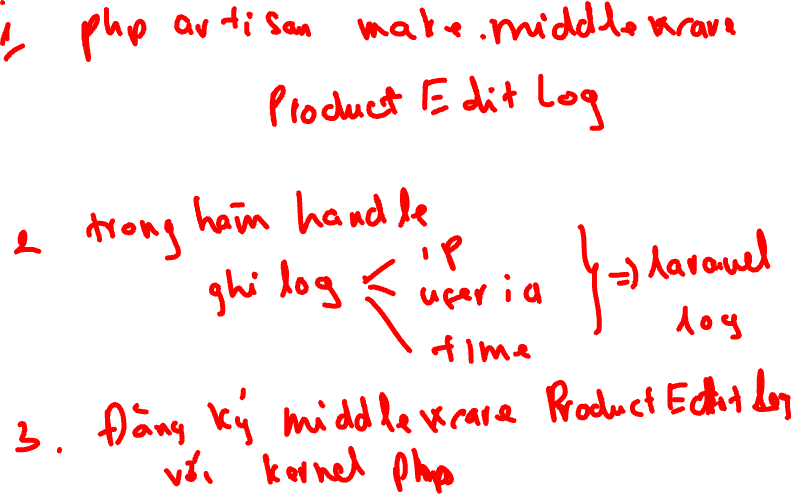 1 php artisan make:middleware
ProductEditLog
2 trong hàm handle
ip
ghi log user id => laravel
time log
3. Đăng ký middleware ProductEditLog
với kernel php